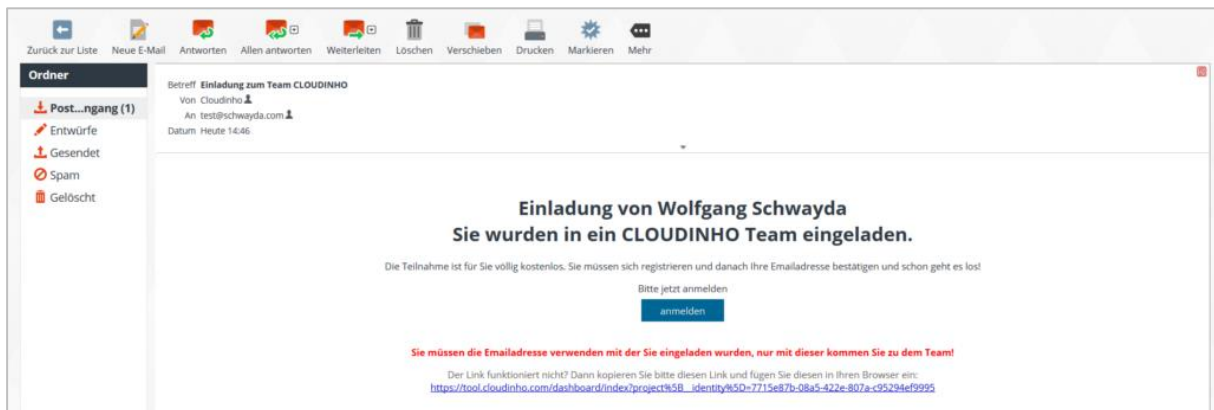 Zurück zur Liste Neue E-Mail Antworten Allen antworten Weiterleiten Löschen Verschieben Drucken Markieren Mehr
Ordner
Post...ngang (1)
Entwürfe
Gesendet
Spam
Gelöscht
Betreff Einladung zum Team CLOUDINHO
Von Cloudinho
An test@schwayda.com
Datum Heute 14:46
Einladung von Wolfgang Schwayda
Sie wurden in ein CLOUDINHO Team eingeladen.
Die Teilnahme ist für Sie völlig kostenlos. Sie müssen sich registrieren und danach Ihre Emailadresse bestätigen und schon geht es los!
Bitte jetzt anmelden
anmelden
Sie müssen die Emailadresse verwenden mit der Sie eingeladen wurden, nur mit dieser kommen Sie zu dem Team!
Der Link funktioniert nicht? Dann kopieren Sie bitte diesen Link und fügen Sie diesen in Ihren Browser ein:
https://tool.cloudinho.com/dashboard/index?project%5B__identity%5D=7715e87b-08a5-422e-807a-c95294ef9995